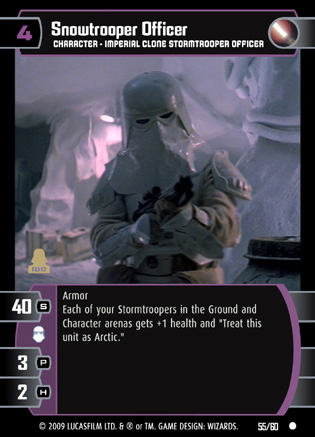 4 Snowtrooper Officer
CHARACTER - IMPERIAL CLONE STORMTROOPER OFFICER
100
40 S
Armor
Each of your Stormtroopers in the Ground and
Character arenas gets +1 health and "Treat this
unit as Arctic."
3 P
2 H
© 2009 LUCASFILM LTD. & ® or TM. GAME DESIGN: WIZARDS. 55/60